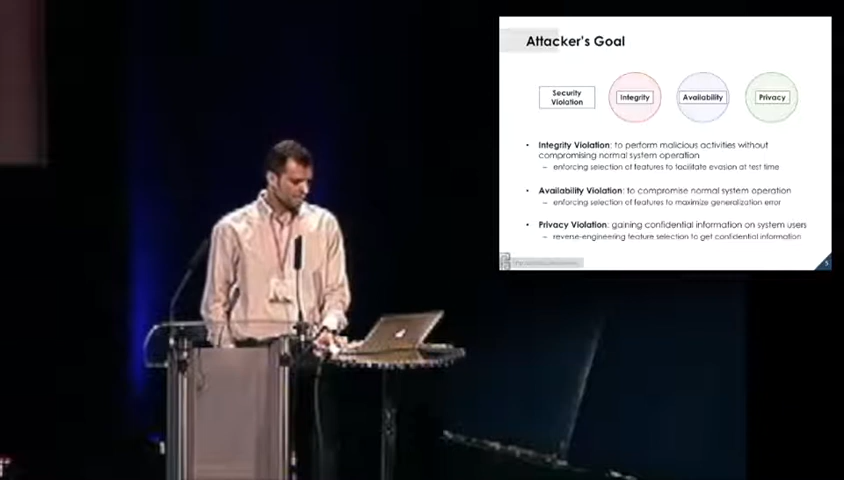 Attacker's Goal
Security
Violation
Integrity
Availability
Privacy
• Integrity Violation: to perform malicious activities without
compromising normal system operation
– enforcing selection of features to facilitate evasion at test time
• Availability Violation: to compromise normal system operation
– enforcing selection of features to maximize generalization error
• Privacy Violation: gaining confidential information on system users
– reverse-engineering feature selection to get confidential information
5